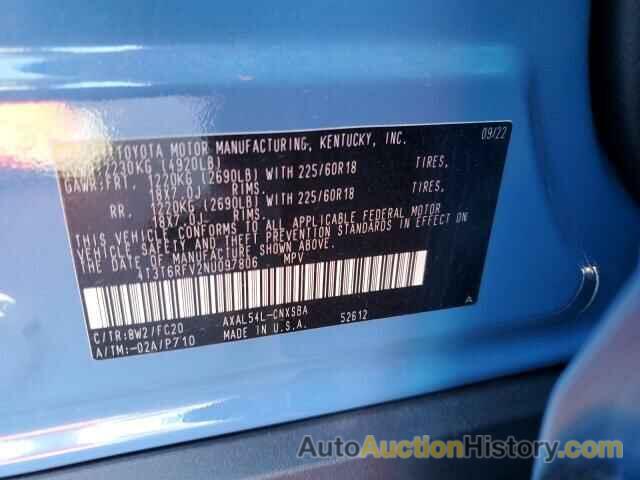 TOYOTA MOTOR MANUFACTURING, KENTUCKY, INC. 09/22
2230KG (4920LB)
GAWR:FRT. 1220KG (2690LB) WITH 225/60R18 TIRES,
18X7.0J RIMS.
RR. 1220KG (2690LB) WITH 225/60R18 TIRES,
18X7.0J RIMS.
THIS VEHICLE CONFORMS TO ALL APPLICABLE FEDERAL MOTOR
VEHICLE SAFETY AND THEFT PREVENTION STANDARDS IN EFFECT ON
THE DATE OF MANUFACTURE SHOWN ABOVE.
4T3T6RFV2NU097806 MPV
C/TR:8W2/FC20 AXAL54L-CNXSBA 52612
A/TM:-02A/P710 MADE IN U.S.A. A
AutoAuctionHistory.com